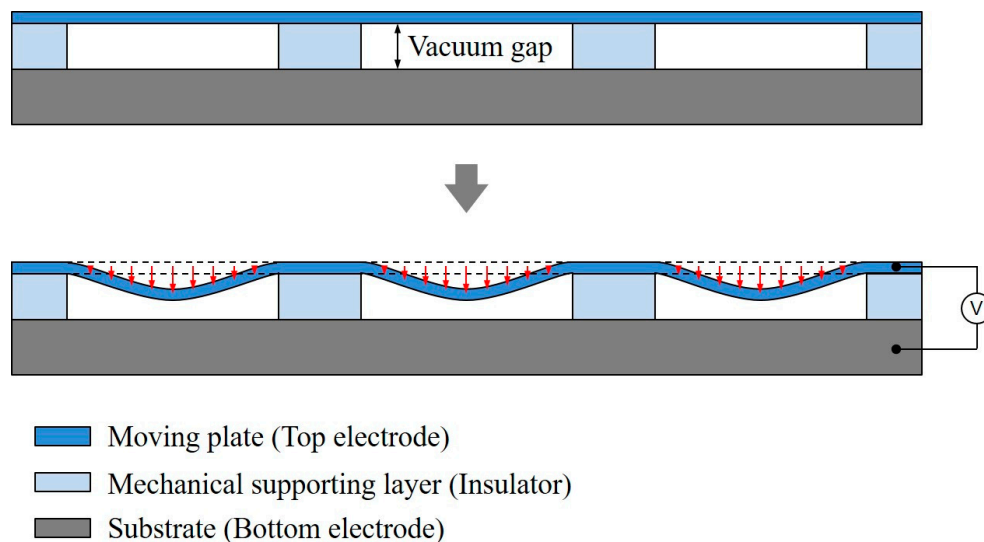 Vacuum gap
V
Moving plate (Top electrode)
Mechanical supporting layer (Insulator)
Substrate (Bottom electrode)